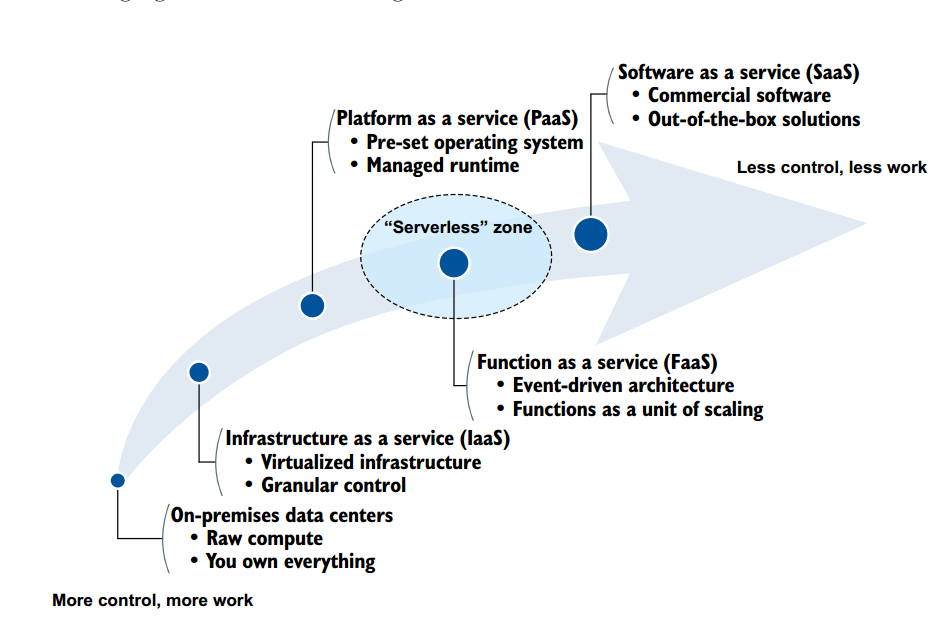 Software as a service (SaaS)
• Commercial software
• Out-of-the-box solutions
Platform as a service (PaaS)
• Pre-set operating system
• Managed runtime
Less control, less work
“Serverless” zone
Function as a service (FaaS)
• Event-driven architecture
• Functions as a unit of scaling
Infrastructure as a service (IaaS)
• Virtualized infrastructure
• Granular control
On-premises data centers
• Raw compute
• You own everything
More control, more work